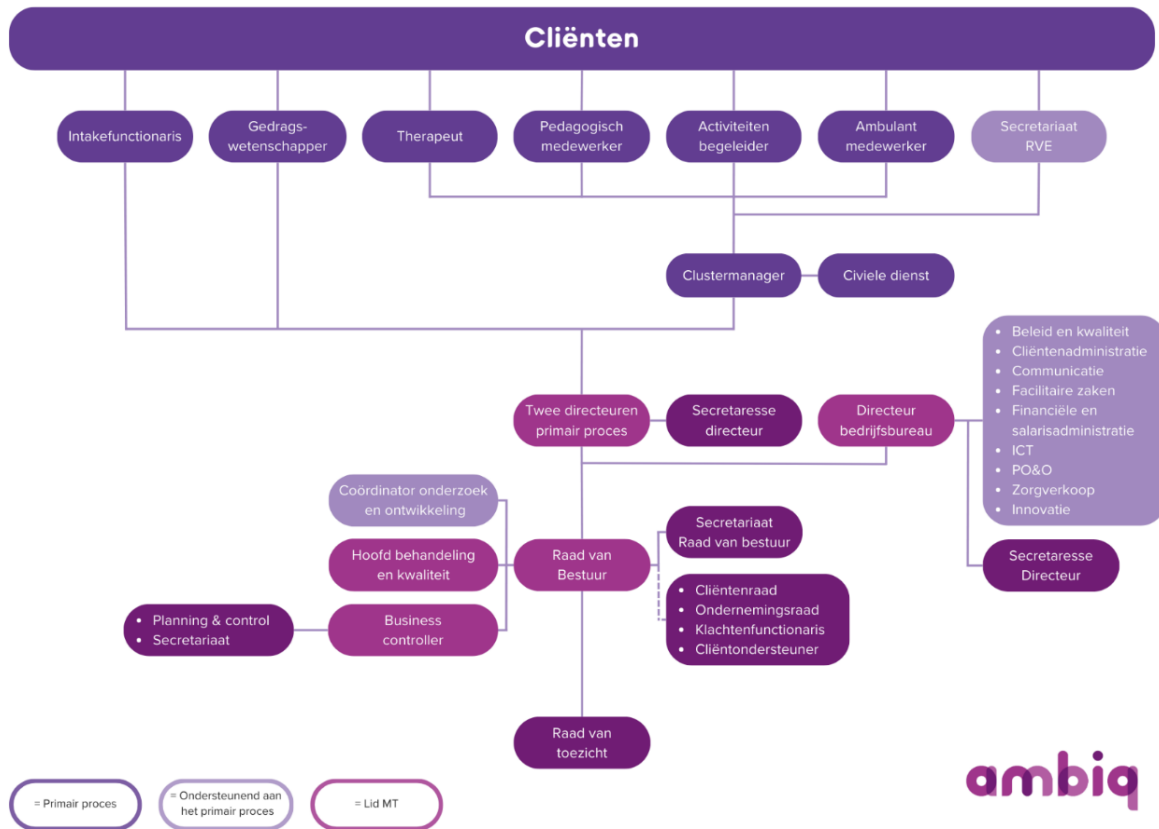 Cliënten
Intakefunctionaris
Gedrags-
wetenschapper
Therapeut
Pedagogisch
medewerker
Activiteiten
begeleider
Ambulant
medewerker
Secretariaat
RVE
Clustermanager
Civiele dienst
Twee directeuren
primair proces
Secretaresse
directeur
Directeur
bedrijfsbureau
• Beleid en kwaliteit
• Cliëntenadministratie
• Communicatie
• Facilitaire zaken
• Financiële en
salarisadministratie
• ICT
• PO&O
• Zorgverkoop
• Innovatie
Coördinator onderzoek
en ontwikkeling
Hoofd behandeling
en kwaliteit
Raad van
Bestuur
Secretariaat
Raad van bestuur
Secretaresse
Directeur
• Planning & control
• Secretariaat
Business
controller
• Cliëntenraad
• Ondernemingsraad
• Klachtenfunctionaris
• Cliëntondersteuner
Raad van
toezicht
= Primair proces
= Ondersteunend aan
het primair proces
= Lid MT
ambiq